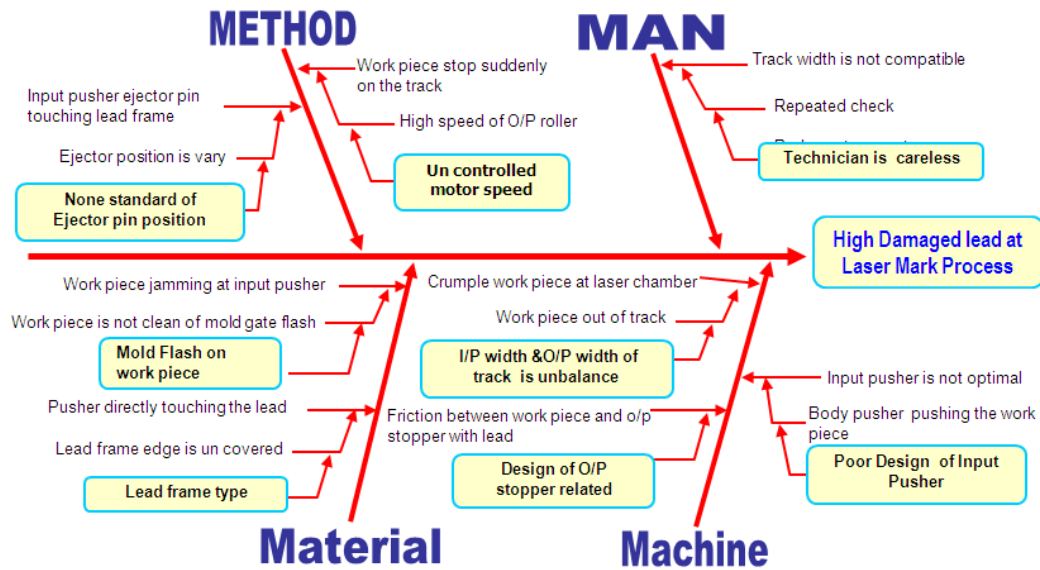 METHOD
MAN
Work piece stop suddenly
on the track
Input pusher ejector pin
touching lead frame
High speed of O/P roller
Ejector position is vary
Un controlled
motor speed
None standard of
Ejector pin position
Track width is not compatible
Repeated check
Technician is careless
High Damaged lead at
Laser Mark Process
Work piece jamming at input pusher
Work piece is not clean of mold gate flash
Mold Flash on
work piece
Pusher directly touching the lead
Lead frame edge is un covered
Lead frame type
Crumple work piece at laser chamber
Work piece out of track
I/P width &O/P width of
track is unbalance
Friction between work piece and o/p
stopper with lead
Design of O/P
stopper related
Input pusher is not optimal
Body pusher pushing the work
piece
Poor Design of Input
Pusher
Material
Machine